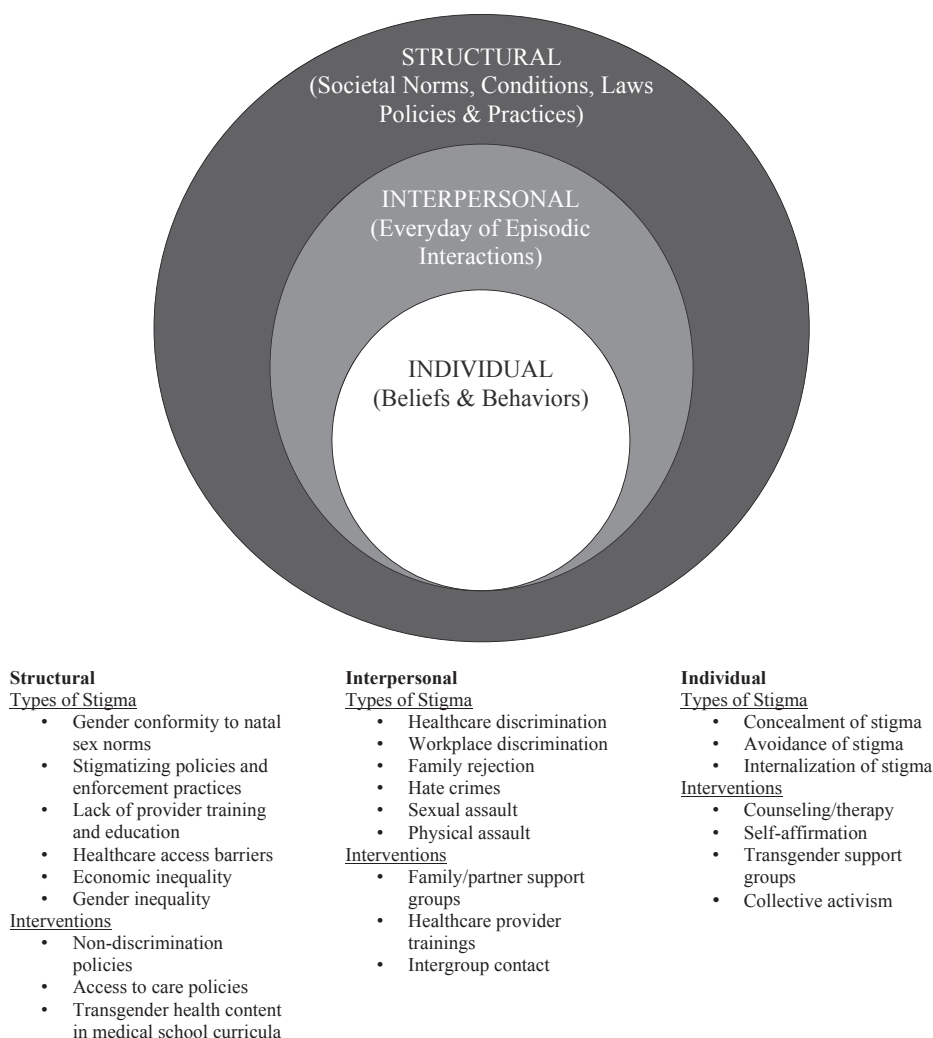 STRUCTURAL
(Societal Norms, Conditions, Laws
Policies & Practices)
INTERPERSONAL
(Everyday of Episodic
Interactions)
INDIVIDUAL
(Beliefs & Behaviors)
Structural
Types of Stigma
• Gender conformity to natal
sex norms
• Stigmatizing policies and
enforcement practices
• Lack of provider training
and education
• Healthcare access barriers
• Economic inequality
• Gender inequality
Interventions
• Non-discrimination
policies
• Access to care policies
• Transgender health content
in medical school curricula
Interpersonal
Types of Stigma
• Healthcare discrimination
• Workplace discrimination
• Family rejection
• Hate crimes
• Sexual assault
• Physical assault
Interventions
• Family/partner support
groups
• Healthcare provider
trainings
• Intergroup contact
Individual
Types of Stigma
• Concealment of stigma
• Avoidance of stigma
• Internalization of stigma
Interventions
• Counseling/therapy
• Self-affirmation
• Transgender support
groups
• Collective activism